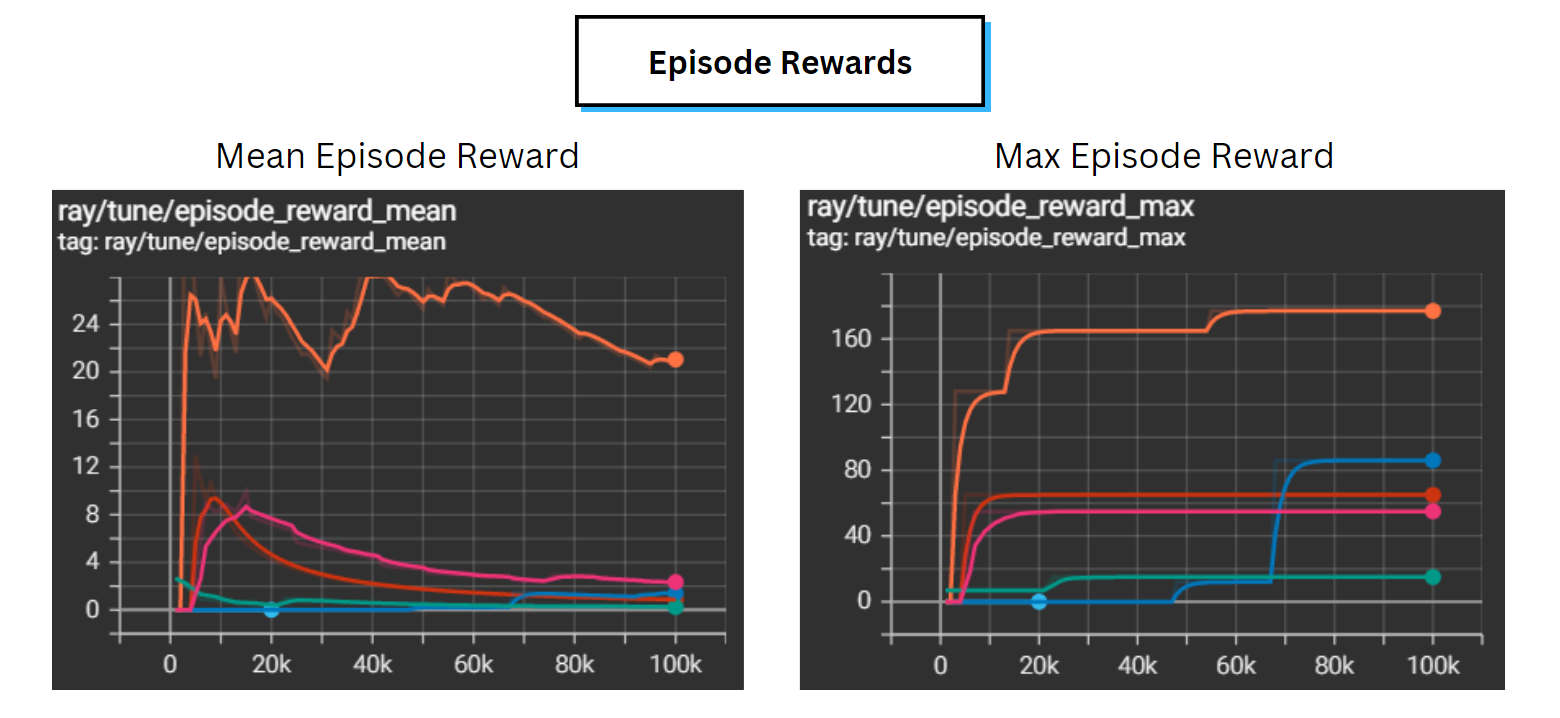 Episode Rewards
Mean Episode Reward
ray/tune/episode_reward_mean
tag: ray/tune/episode_reward_mean
24
20
16
12
8
4
0
0 20k 40k 60k 80k 100k
Max Episode Reward
ray/tune/episode_reward_max
tag: ray/tune/episode_reward_max
160
120
80
40
0
0 20k 40k 60k 80k 100k